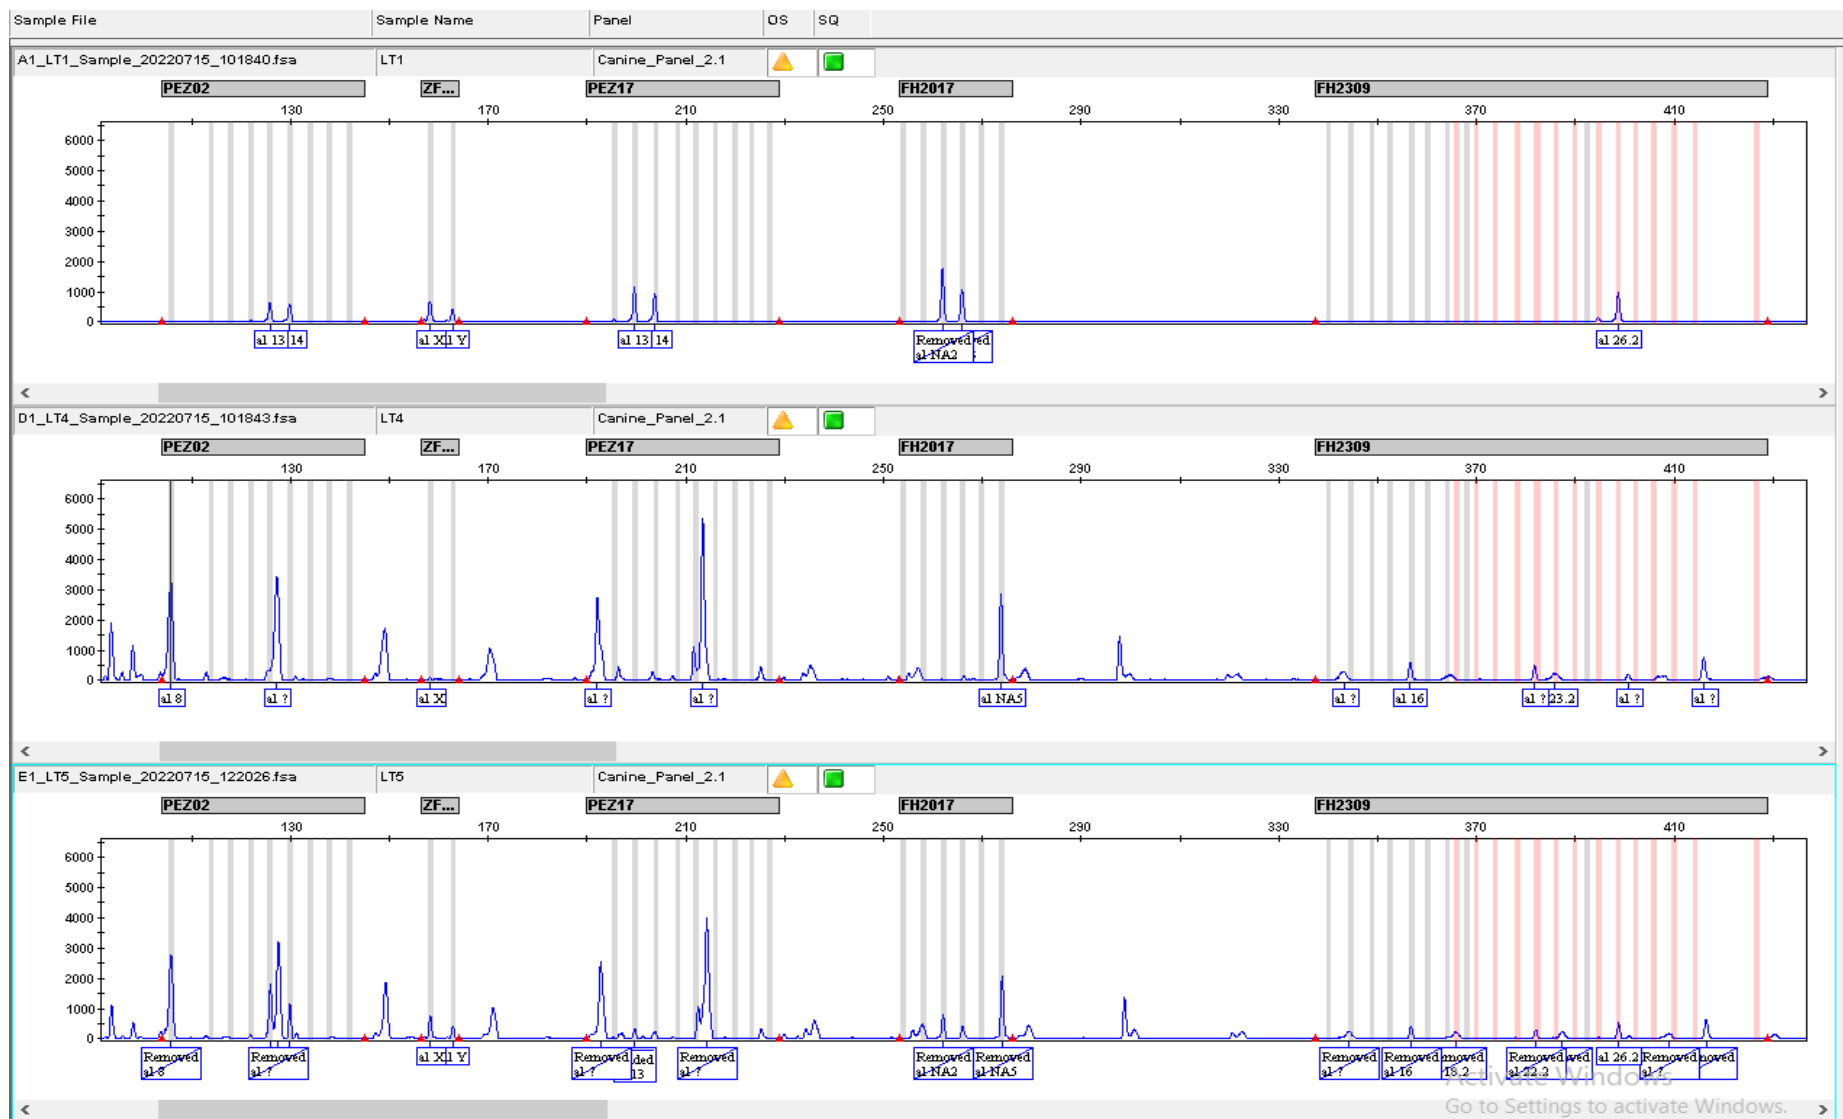 Sample File Sample Name Panel OS SQ
A1_LT1_Sample_20220715_101840.fsa LT1 Canine_Panel_2.1
PEZ02 ZF... PEZ17 FH2017 FH2309
130 170 210 250 290 330 370 410
6000
5000
4000
3000
2000
1000
0
al 13 14 al X l Y al 13 14 Removed ed al 26.2
al NA2
D1_LT4_Sample_20220715_101843.fsa LT4 Canine_Panel_2.1
PEZ02 ZF... PEZ17 FH2017 FH2309
130 170 210 250 290 330 370 410
6000
5000
4000
3000
2000
1000
0
al 8 al ? al X al ? al ? al NA5 al ? al 16 al ? 23.2 al ? al ?
E1_LT5_Sample_20220715_122026.fsa LT5 Canine_Panel_2.1
PEZ02 ZF... PEZ17 FH2017 FH2309
130 170 210 250 290 330 370 410
6000
5000
4000
3000
2000
1000
0
Removed Removed al X l Y Removed ded Removed Removed Removed Removed Removed moved Removed ved al 26.2 Removed noved
al 8 al ? al ? 13 al ? al NA2 al NA5 al ? al 16 18.2 al 22.2 al ?
Activate Windows
Go to Settings to activate Windows.